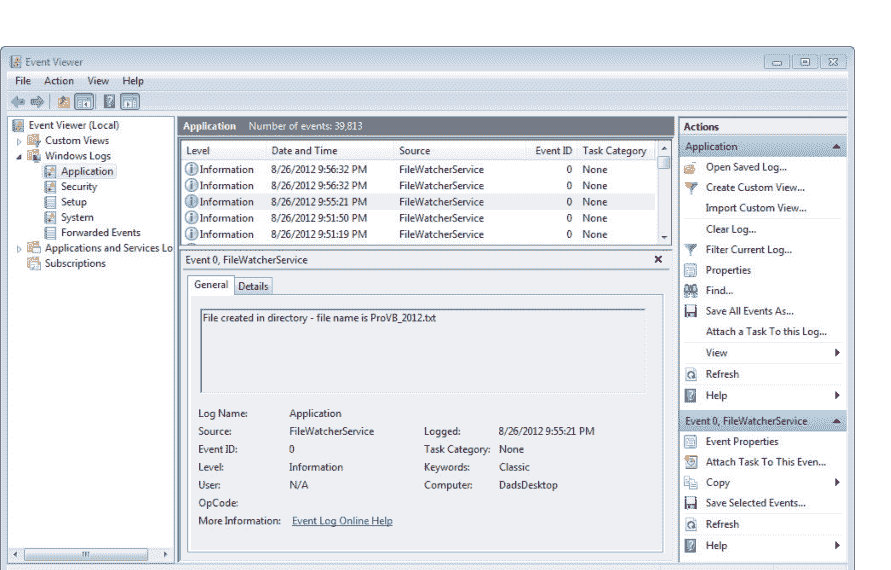 Event Viewer
File Action View Help
Event Viewer (Local)
Custom Views
Windows Logs
Application
Security
Setup
System
Forwarded Events
Applications and Services Lo
Subscriptions
Application Number of events: 39,813
Level Date and Time Source Event ID Task Category
Information 8/26/2012 9:56:32 PM FileWatcherService 0 None
Information 8/26/2012 9:56:32 PM FileWatcherService 0 None
Information 8/26/2012 9:55:21 PM FileWatcherService 0 None
Information 8/26/2012 9:51:50 PM FileWatcherService 0 None
Information 8/26/2012 9:51:19 PM FileWatcherService 0 None
Event 0, FileWatcherService
General Details
File created in directory - file name is ProVB_2012.txt
Log Name: Application
Source: FileWatcherService Logged: 8/26/2012 9:55:21 PM
Event ID: 0 Task Category: None
Level: Information Keywords: Classic
User: N/A Computer: DadsDesktop
OpCode:
More Information: Event Log Online Help
Actions
Application
Open Saved Log...
Create Custom View...
Import Custom View...
Clear Log...
Filter Current Log...
Properties
Find...
Save All Events As...
Attach a Task To this Log...
View
Refresh
Help
Event 0, FileWatcherService
Event Properties
Attach Task To This Even...
Copy
Save Selected Events...
Refresh
Help